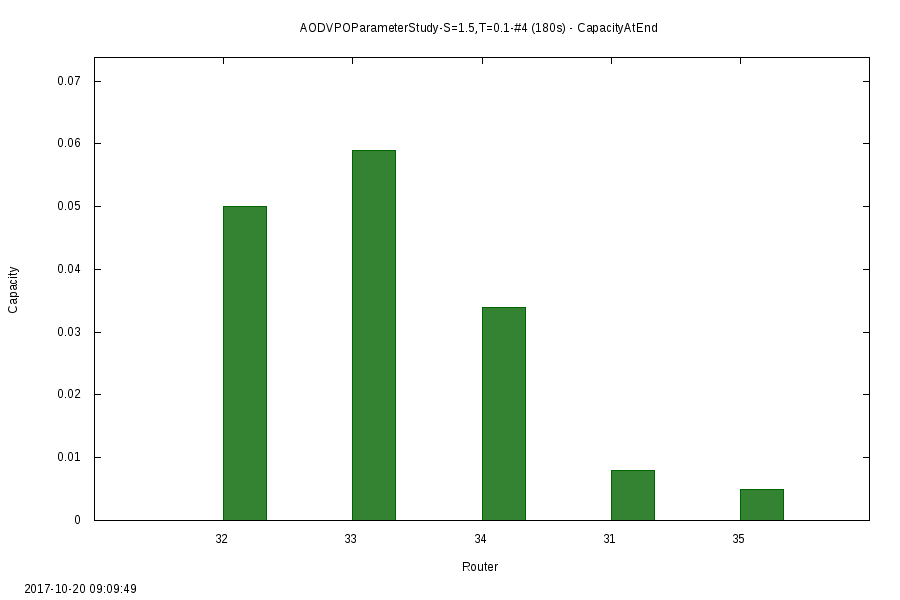 AODVPOParameterStudy-S=1.5,T=0.1-#4 (180s) - CapacityAtEnd
0.07
0.06
0.05
0.04
0.03
0.02
0.01
0
Capacity
32 33 34 31 35
Router
2017-10-20 09:09:49